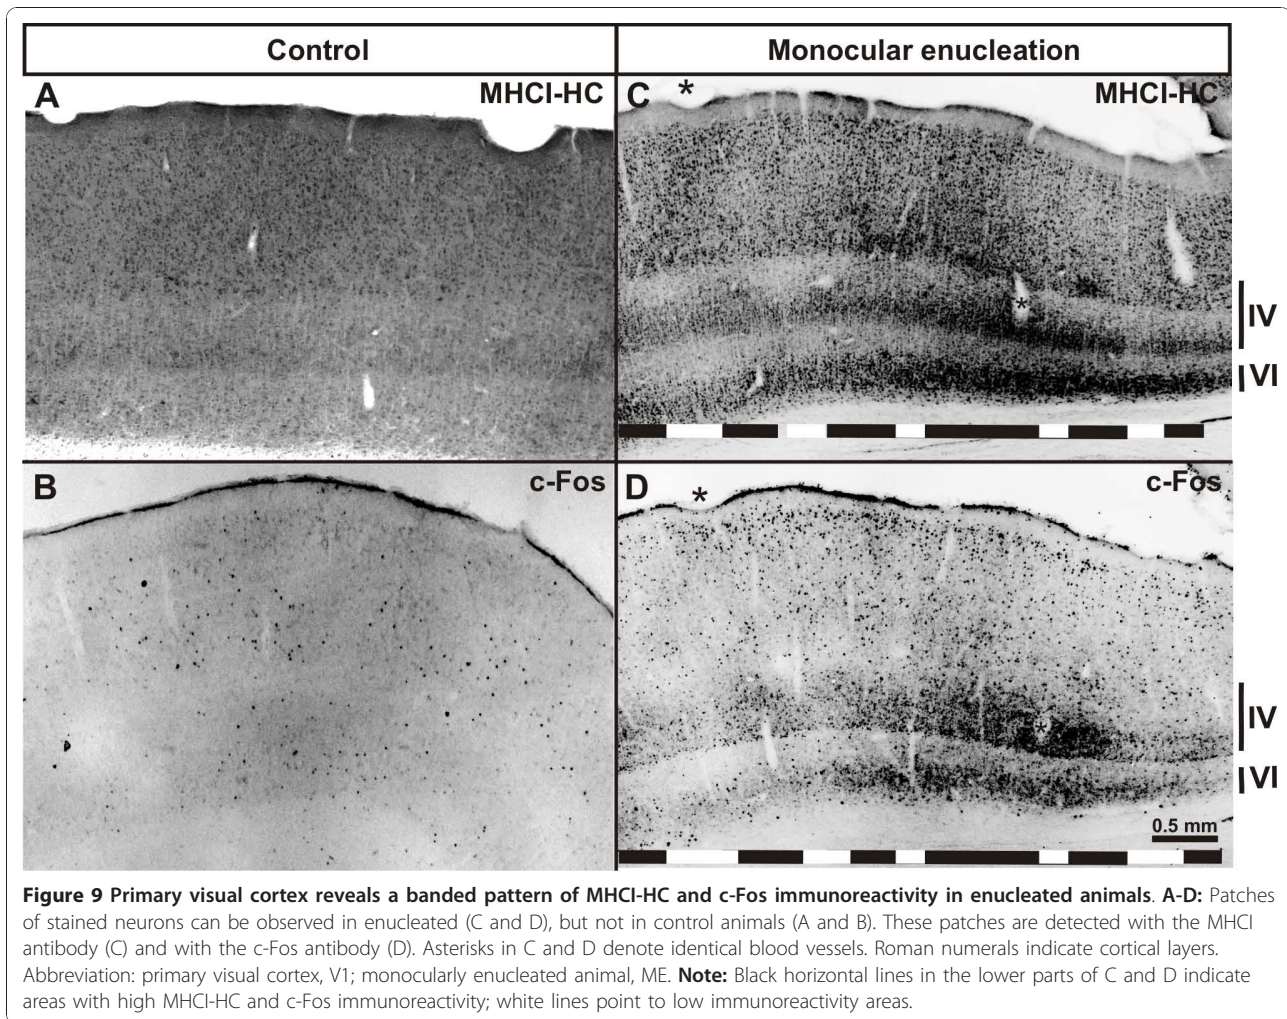 Control
Monocular enucleation
A
MHCI-HC
C
*
MHCI-HC
*
IV
VI
B
c-Fos
D
*
c-Fos
*
IV
VI
0.5 mm
Figure 9 Primary visual cortex reveals a banded pattern of MHCI-HC and c-Fos immunoreactivity in enucleated animals. A-D: Patches
of stained neurons can be observed in enucleated (C and D), but not in control animals (A and B). These patches are detected with the MHCI
antibody (C) and with the c-Fos antibody (D). Asterisks in C and D denote identical blood vessels. Roman numerals indicate cortical layers.
Abbreviation: primary visual cortex, V1; monocularly enucleated animal, ME. Note: Black horizontal lines in the lower parts of C and D indicate
areas with high MHCI-HC and c-Fos immunoreactivity; white lines point to low immunoreactivity areas.